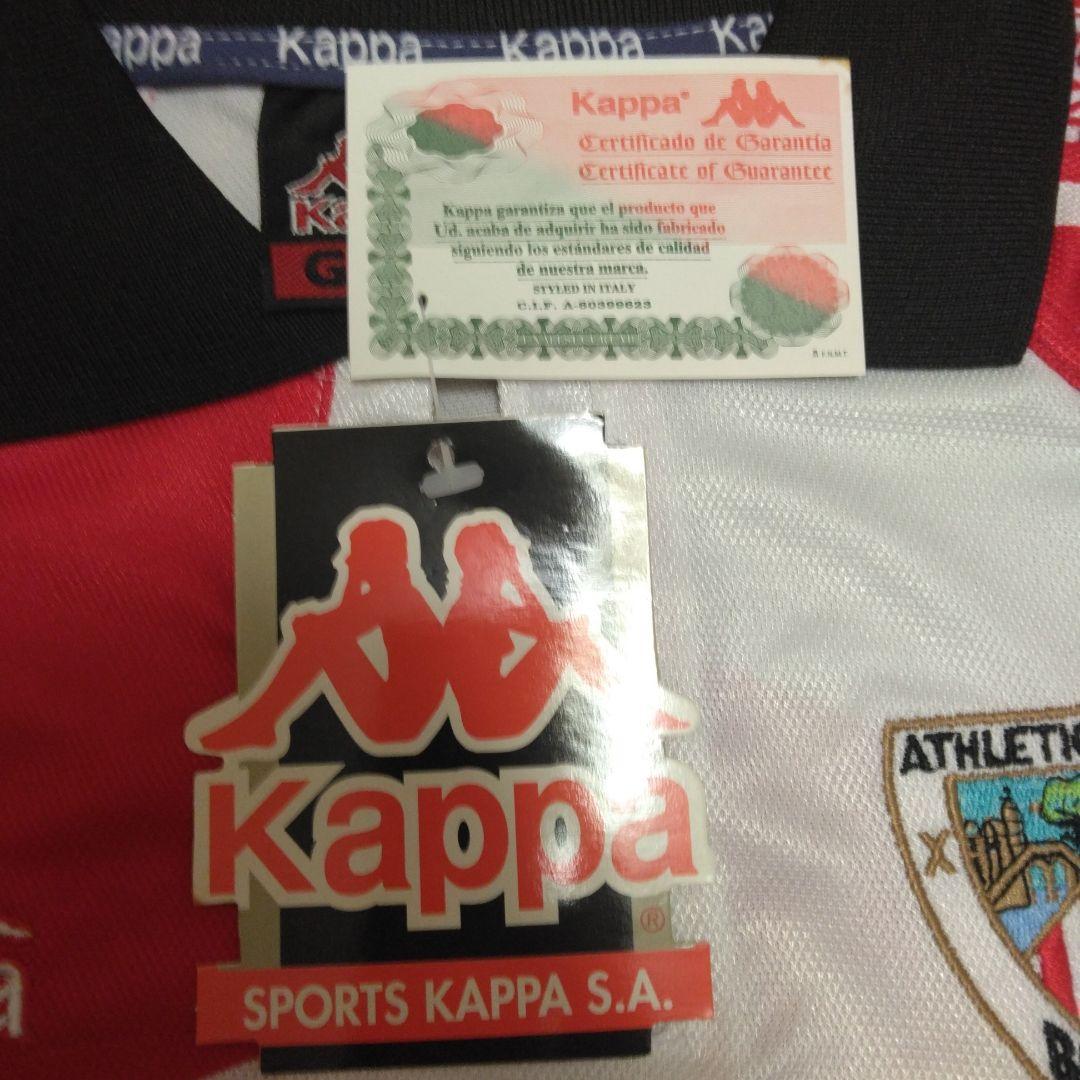 Kappa Kappa Kappa
Kappa®
Certificado de Garantía
Certificate of Guarantee
Kappa garantiza que el producto que
Ud. acaba de adquirir ha sido fabricado
siguiendo los estándares de calidad
de nuestra marca.
STYLED IN ITALY
C.I.F. A-60399623
F.N.M.T.
Kappa
®
SPORTS KAPPA S.A.
ATHLETIC